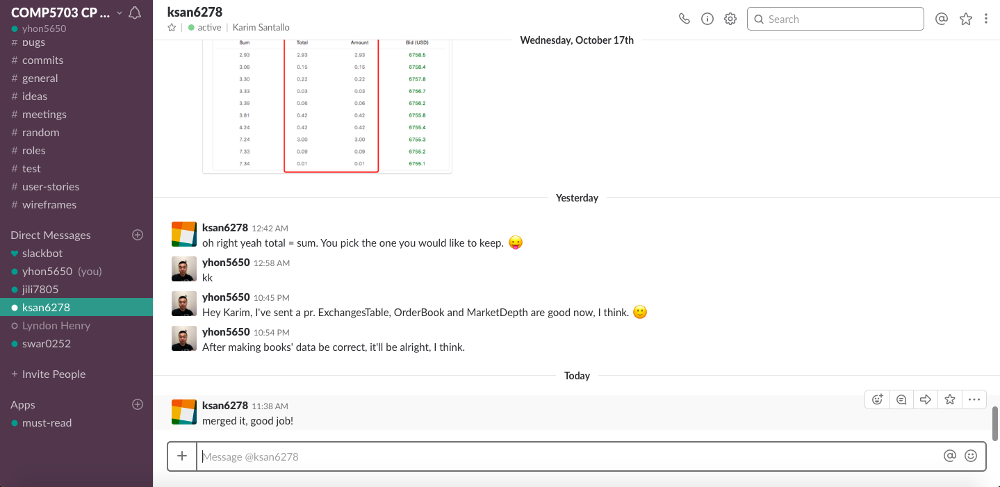 COMP5703 CP ...
yhon5650
# bugs
# commits
# general
# ideas
# meetings
# random
# roles
# test
# user-stories
# wireframes
Direct Messages
slackbot
yhon5650 (you)
jili7805
ksan6278
Lyndon Henry
swar0252
+ Invite People
Apps
must-read
ksan6278
active | Karim Santallo
Search
Wednesday, October 17th
Sum Total Amount Bid (USD)
2.93 2.93 2.93 6758.5
3.08 0.15 0.15 6758.4
3.30 0.22 0.22 6757.8
3.33 0.03 0.03 6756.7
3.39 0.06 0.06 6756.2
3.81 0.42 0.42 6755.8
4.24 0.42 0.42 6755.4
7.24 3.00 3.00 6755.3
7.33 0.09 0.09 6755.2
7.34 0.01 0.01 6755.1
Yesterday
ksan6278 12:42 AM
oh right yeah total = sum. You pick the one you would like to keep. 😛
yhon5650 12:58 AM
kk
yhon5650 10:45 PM
Hey Karim, I've sent a pr. ExchangesTable, OrderBook and MarketDepth are good now, I think. 🙂
yhon5650 10:54 PM
After making books' data be correct, it'll be alright, I think.
Today
ksan6278 11:38 AM
merged it, good job!
Message @ksan6278